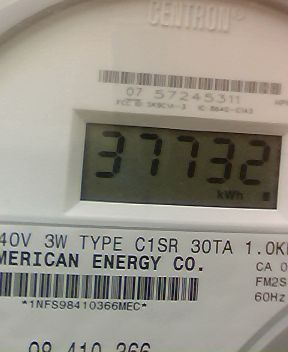 CENTRON®
07 57245311
37732
kWh
40V 3W TYPE C1SR 30TA 1.0K
MERICAN ENERGY CO. CA 0
FM2S
*1NFS98410366MEC* 60Hz
98 410 366